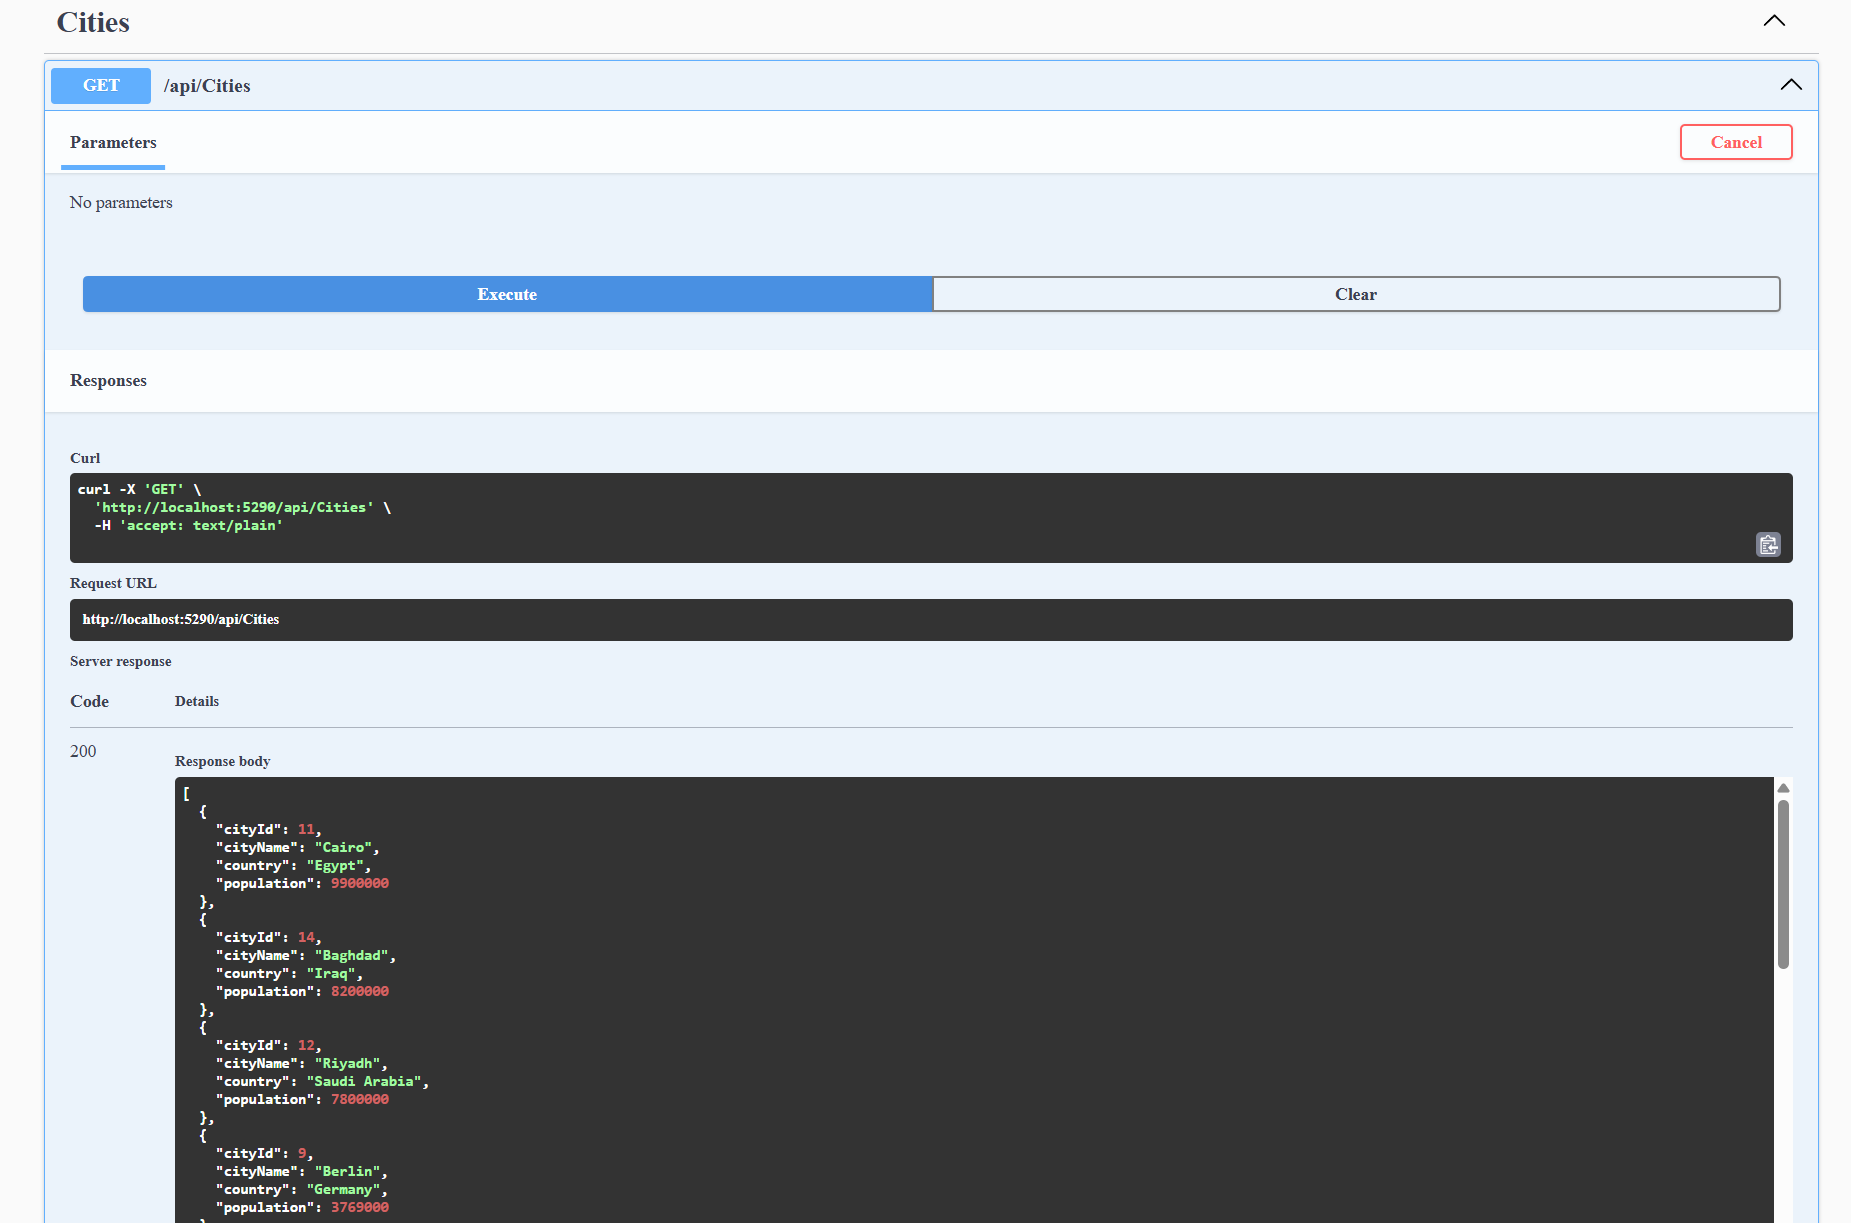 Cities
GET /api/Cities
Parameters
Cancel
No parameters
Execute
Clear
Responses
Curl
curl -X 'GET' \
  'http://localhost:5290/api/Cities' \
  -H 'accept: text/plain'
Request URL
http://localhost:5290/api/Cities
Server response
Code Details
200
Response body
[
  {
    "cityId": 11,
    "cityName": "Cairo",
    "country": "Egypt",
    "population": 9900000
  },
  {
    "cityId": 14,
    "cityName": "Baghdad",
    "country": "Iraq",
    "population": 8200000
  },
  {
    "cityId": 12,
    "cityName": "Riyadh",
    "country": "Saudi Arabia",
    "population": 7800000
  },
  {
    "cityId": 9,
    "cityName": "Berlin",
    "country": "Germany",
    "population": 3769000